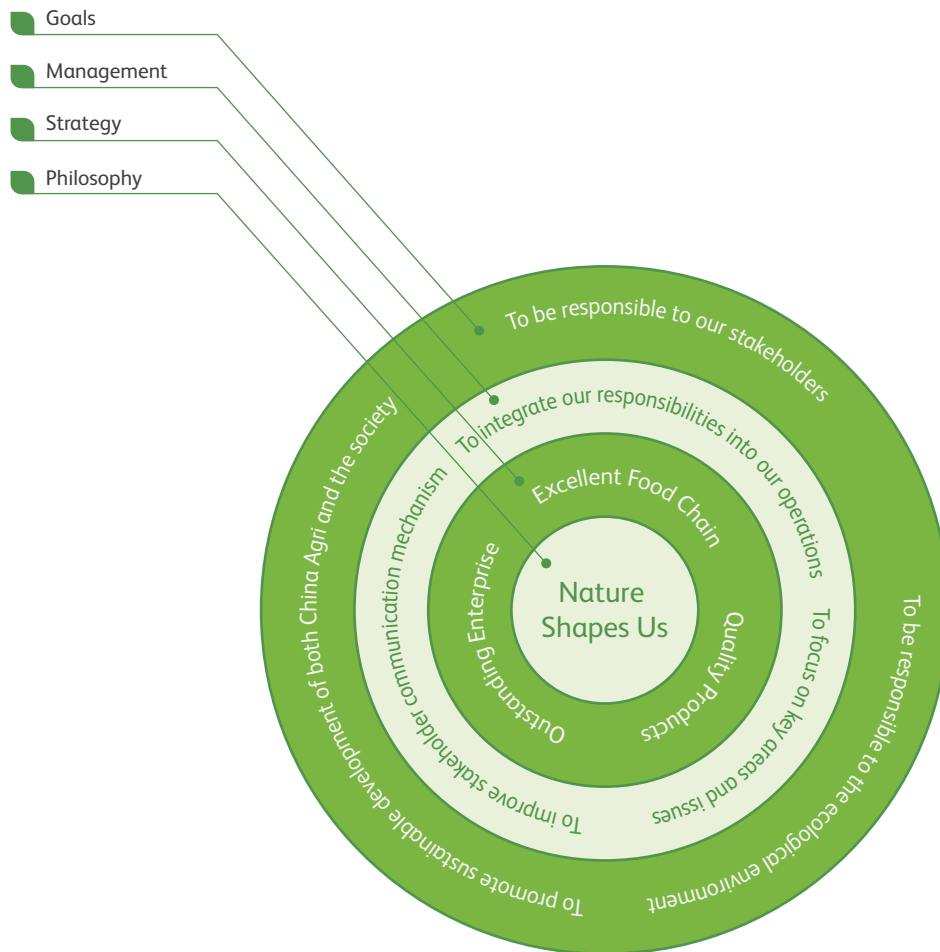 Goals
Management
Strategy
Philosophy
To be responsible to our stakeholders
To be responsible to the ecological environment
To promote sustainable development of both China Agri and the society
To integrate our responsibilities into our operations
To focus on key areas and issues
To improve stakeholder communication mechanism
Excellent Food Chain
Quality Products
Outstanding Enterprise
Nature
Shapes Us